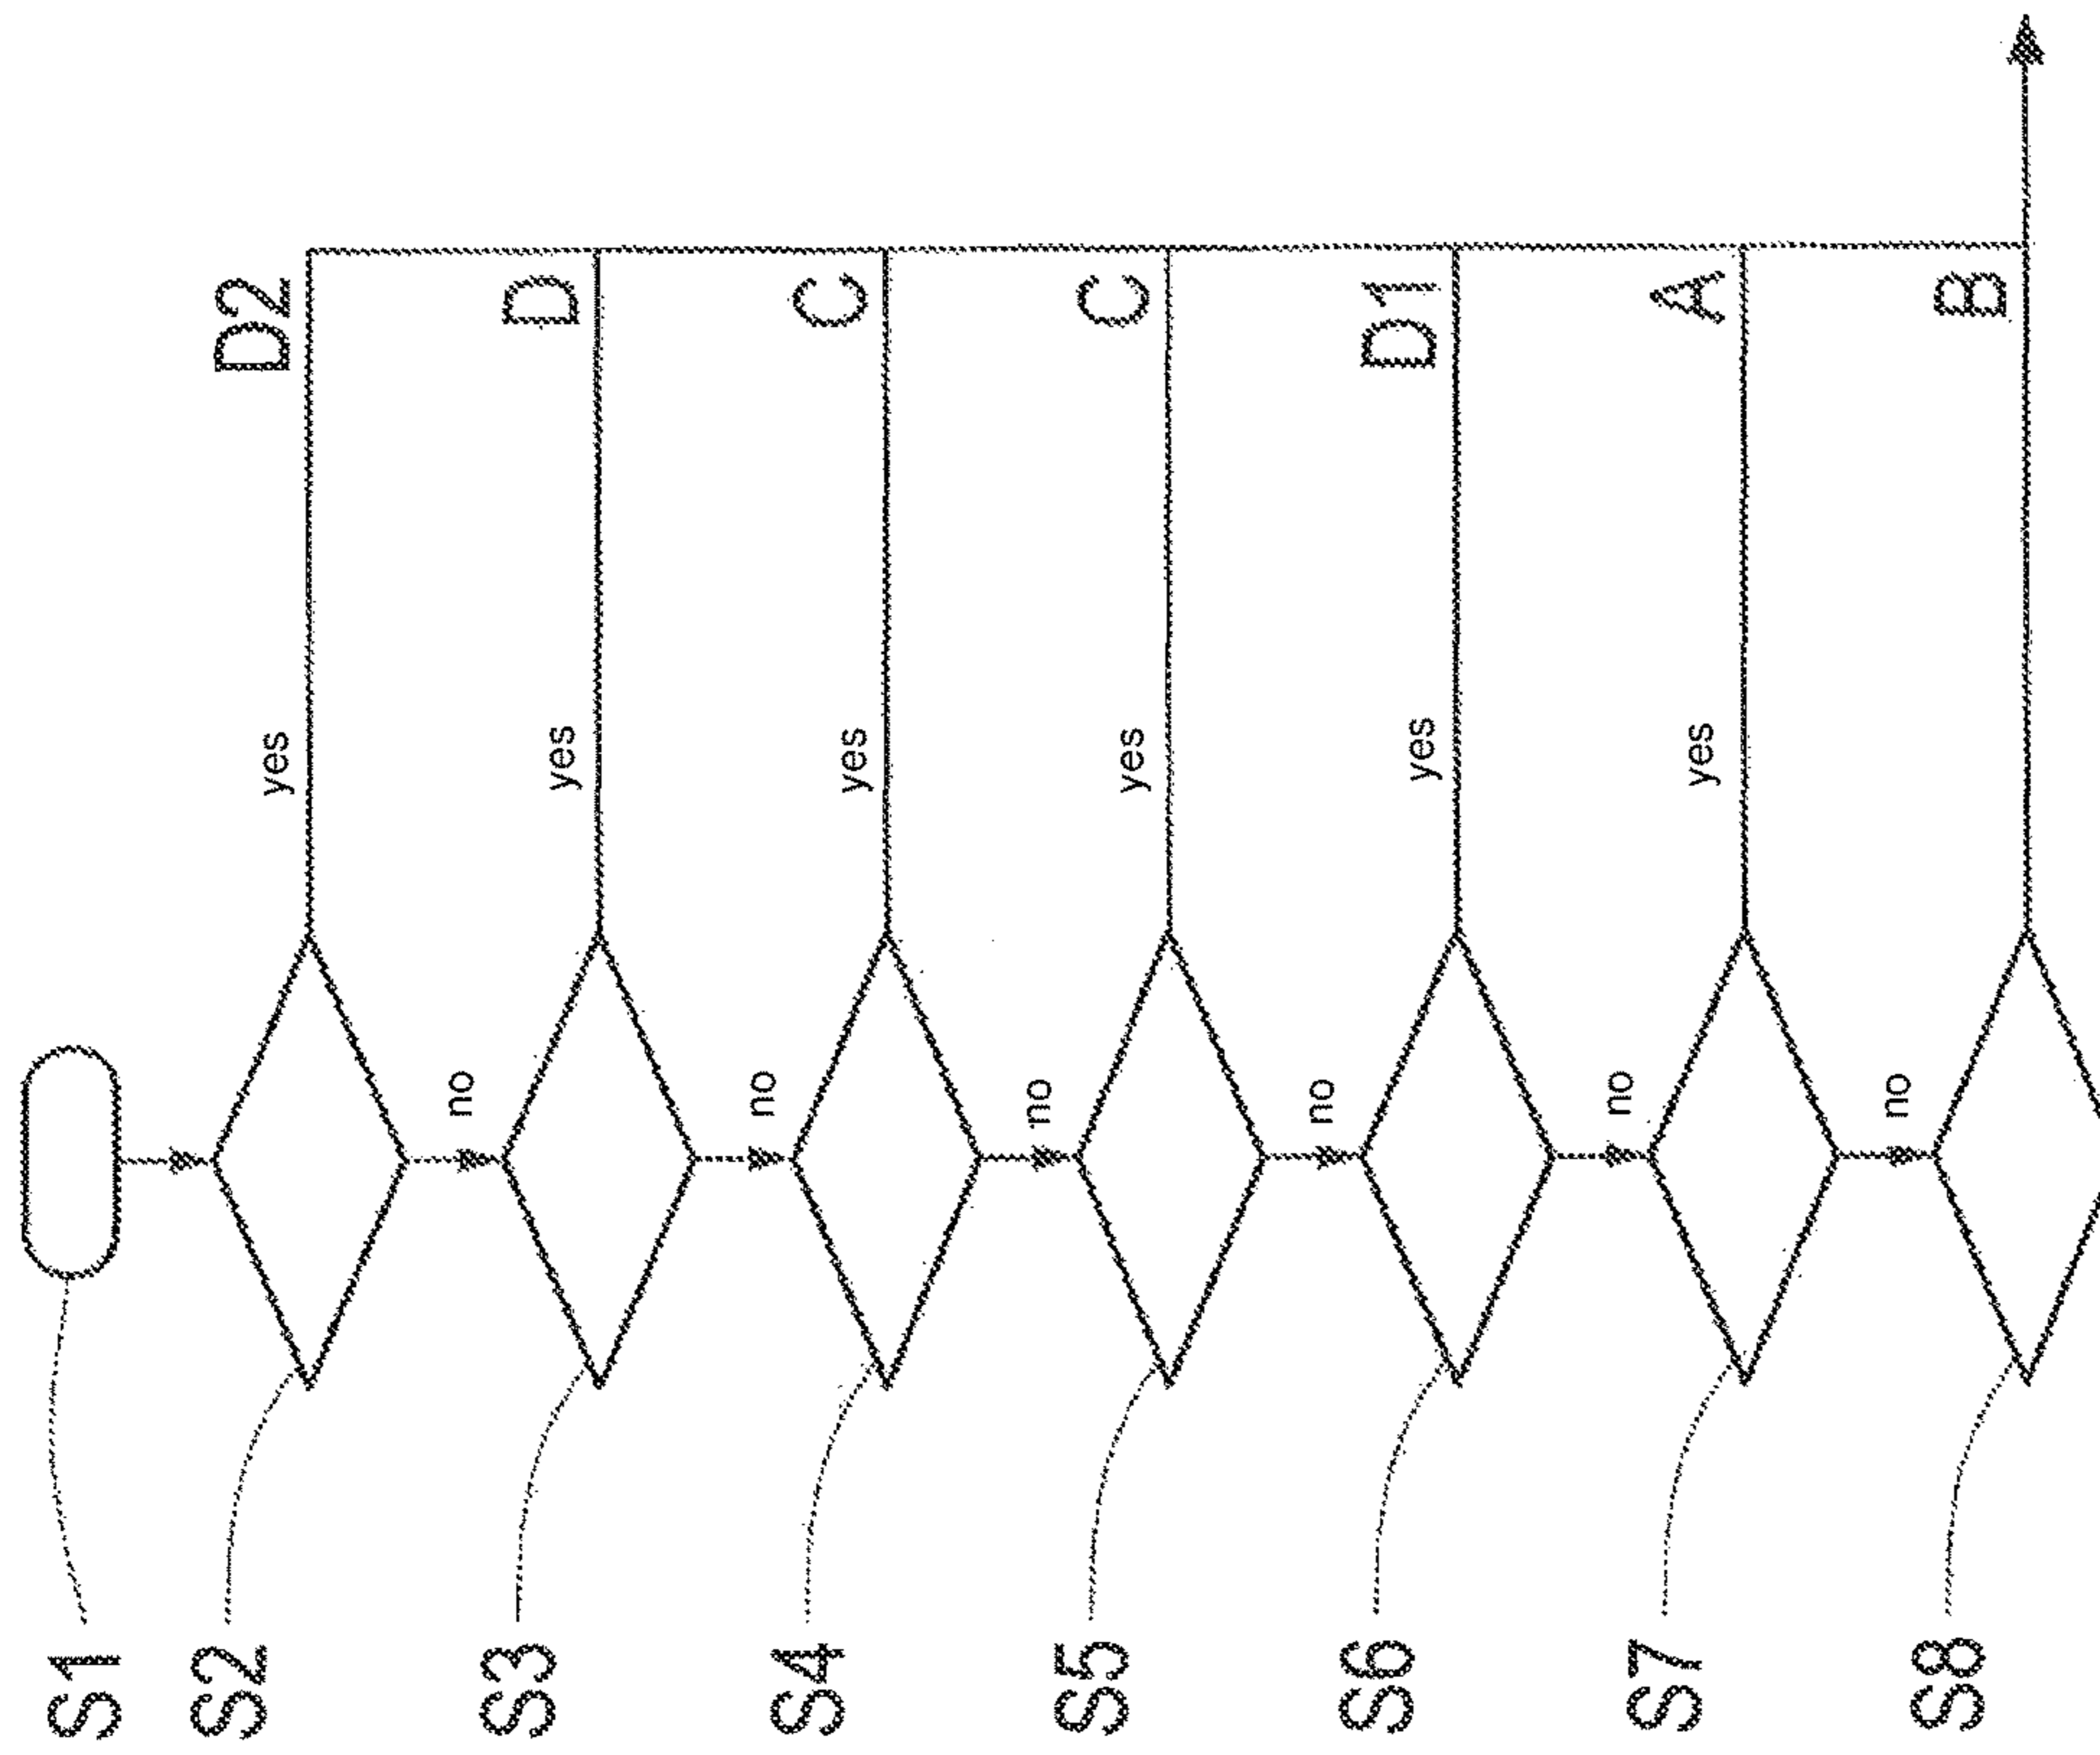 S1
S2
yes
D2
no
S3
yes
D
no
S4
yes
C
no
S5
yes
C
no
S6
yes
D1
no
S7
yes
A
no
S8
B